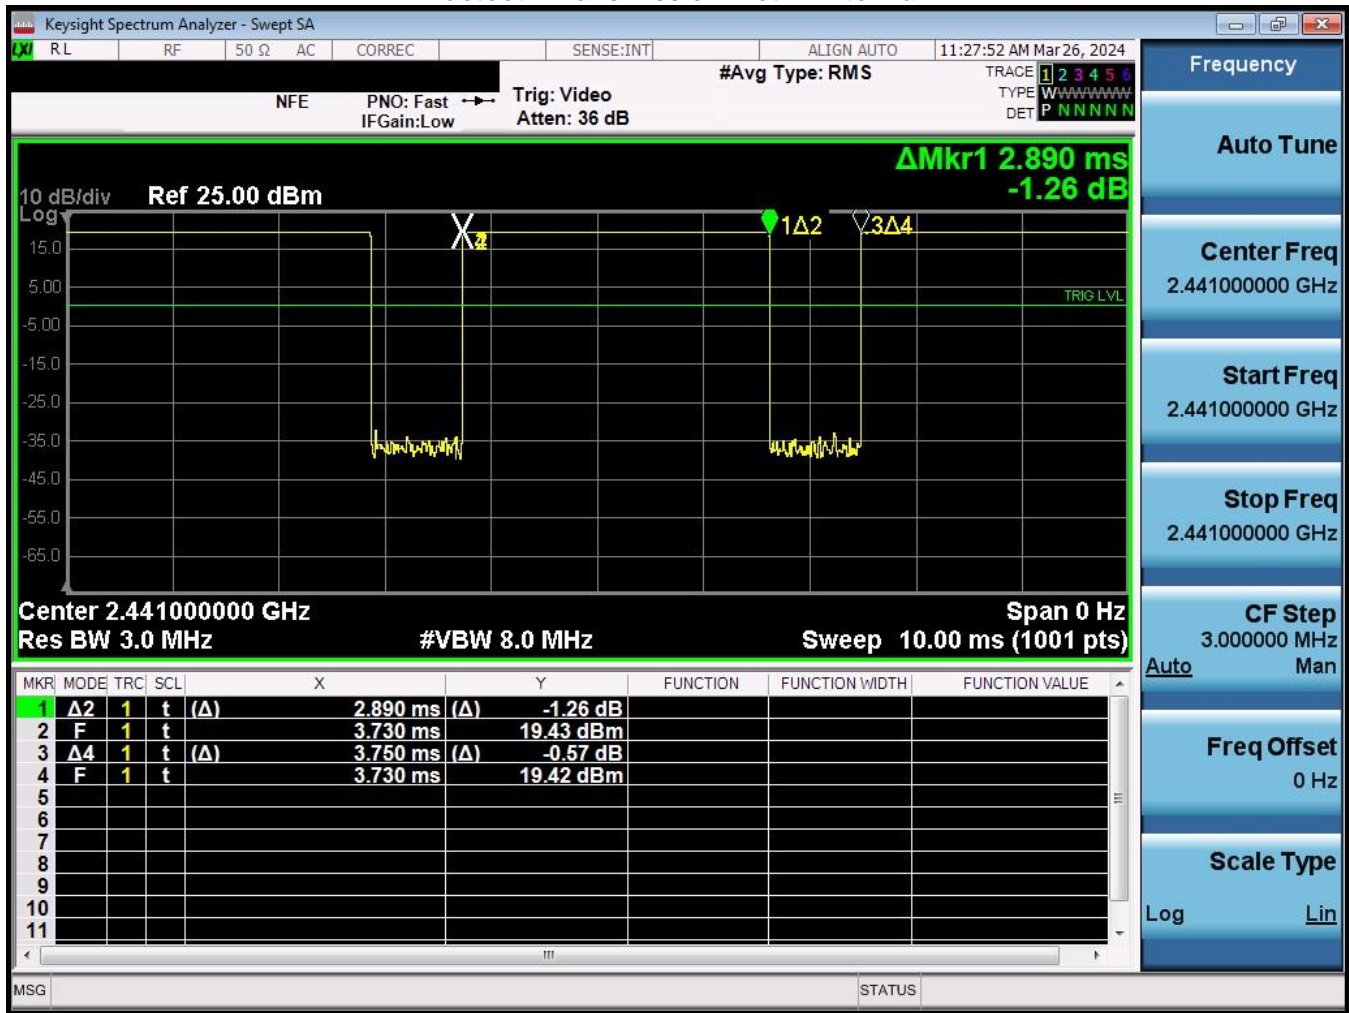 Keysight Spectrum Analyzer - Swept SA
LXI RL RF 50 Ω AC CORREC SENSE:INT ALIGN AUTO 11:27:52 AM Mar 26, 2024
NFE PNO: Fast Trig: Video #Avg Type: RMS TRACE 1 2 3 4 5 6
IFGain:Low Atten: 36 dB TYPE WWWWWW
DET P N N N N N
ΔMkr1 2.890 ms
-1.26 dB
10 dB/div Ref 25.00 dBm
Log
1Δ2 3Δ4
15.0
5.00
TRIG LVL
-5.00
-15.0
-25.0
-35.0
-45.0
-55.0
-65.0
Center 2.441000000 GHz Span 0 Hz
Res BW 3.0 MHz #VBW 8.0 MHz Sweep 10.00 ms (1001 pts)
MKR MODE TRC SCL X Y FUNCTION FUNCTION WIDTH FUNCTION VALUE
1 Δ2 1 t (Δ) 2.890 ms (Δ) -1.26 dB
2 F 1 t 3.730 ms 19.43 dBm
3 Δ4 1 t (Δ) 3.750 ms (Δ) -0.57 dB
4 F 1 t 3.730 ms 19.42 dBm
5
6
7
8
9
10
11
MSG STATUS
Frequency
Auto Tune
Center Freq
2.441000000 GHz
Start Freq
2.441000000 GHz
Stop Freq
2.441000000 GHz
CF Step
3.000000 MHz
Auto Man
Freq Offset
0 Hz
Scale Type
Log Lin